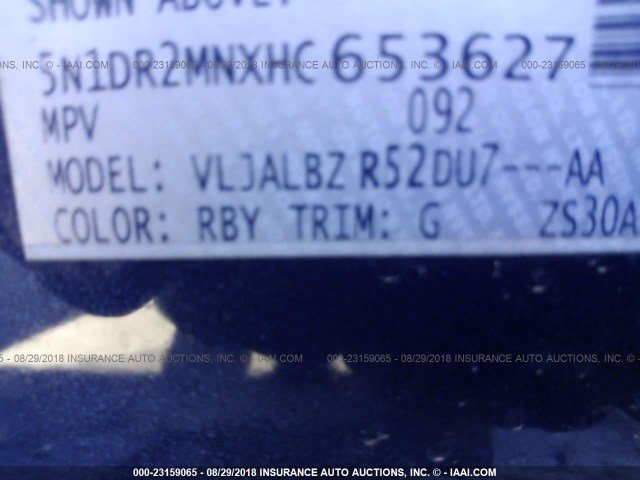 SHOWN ABOVE.
5N1DR2MNXHC653627
MPV 092
MODEL: VLJALBZ R52DU7---AA
COLOR: RBY TRIM: G ZS30A
000-23159065 - 08/29/2018 INSURANCE AUTO AUCTIONS, INC. - © - IAAI.COM